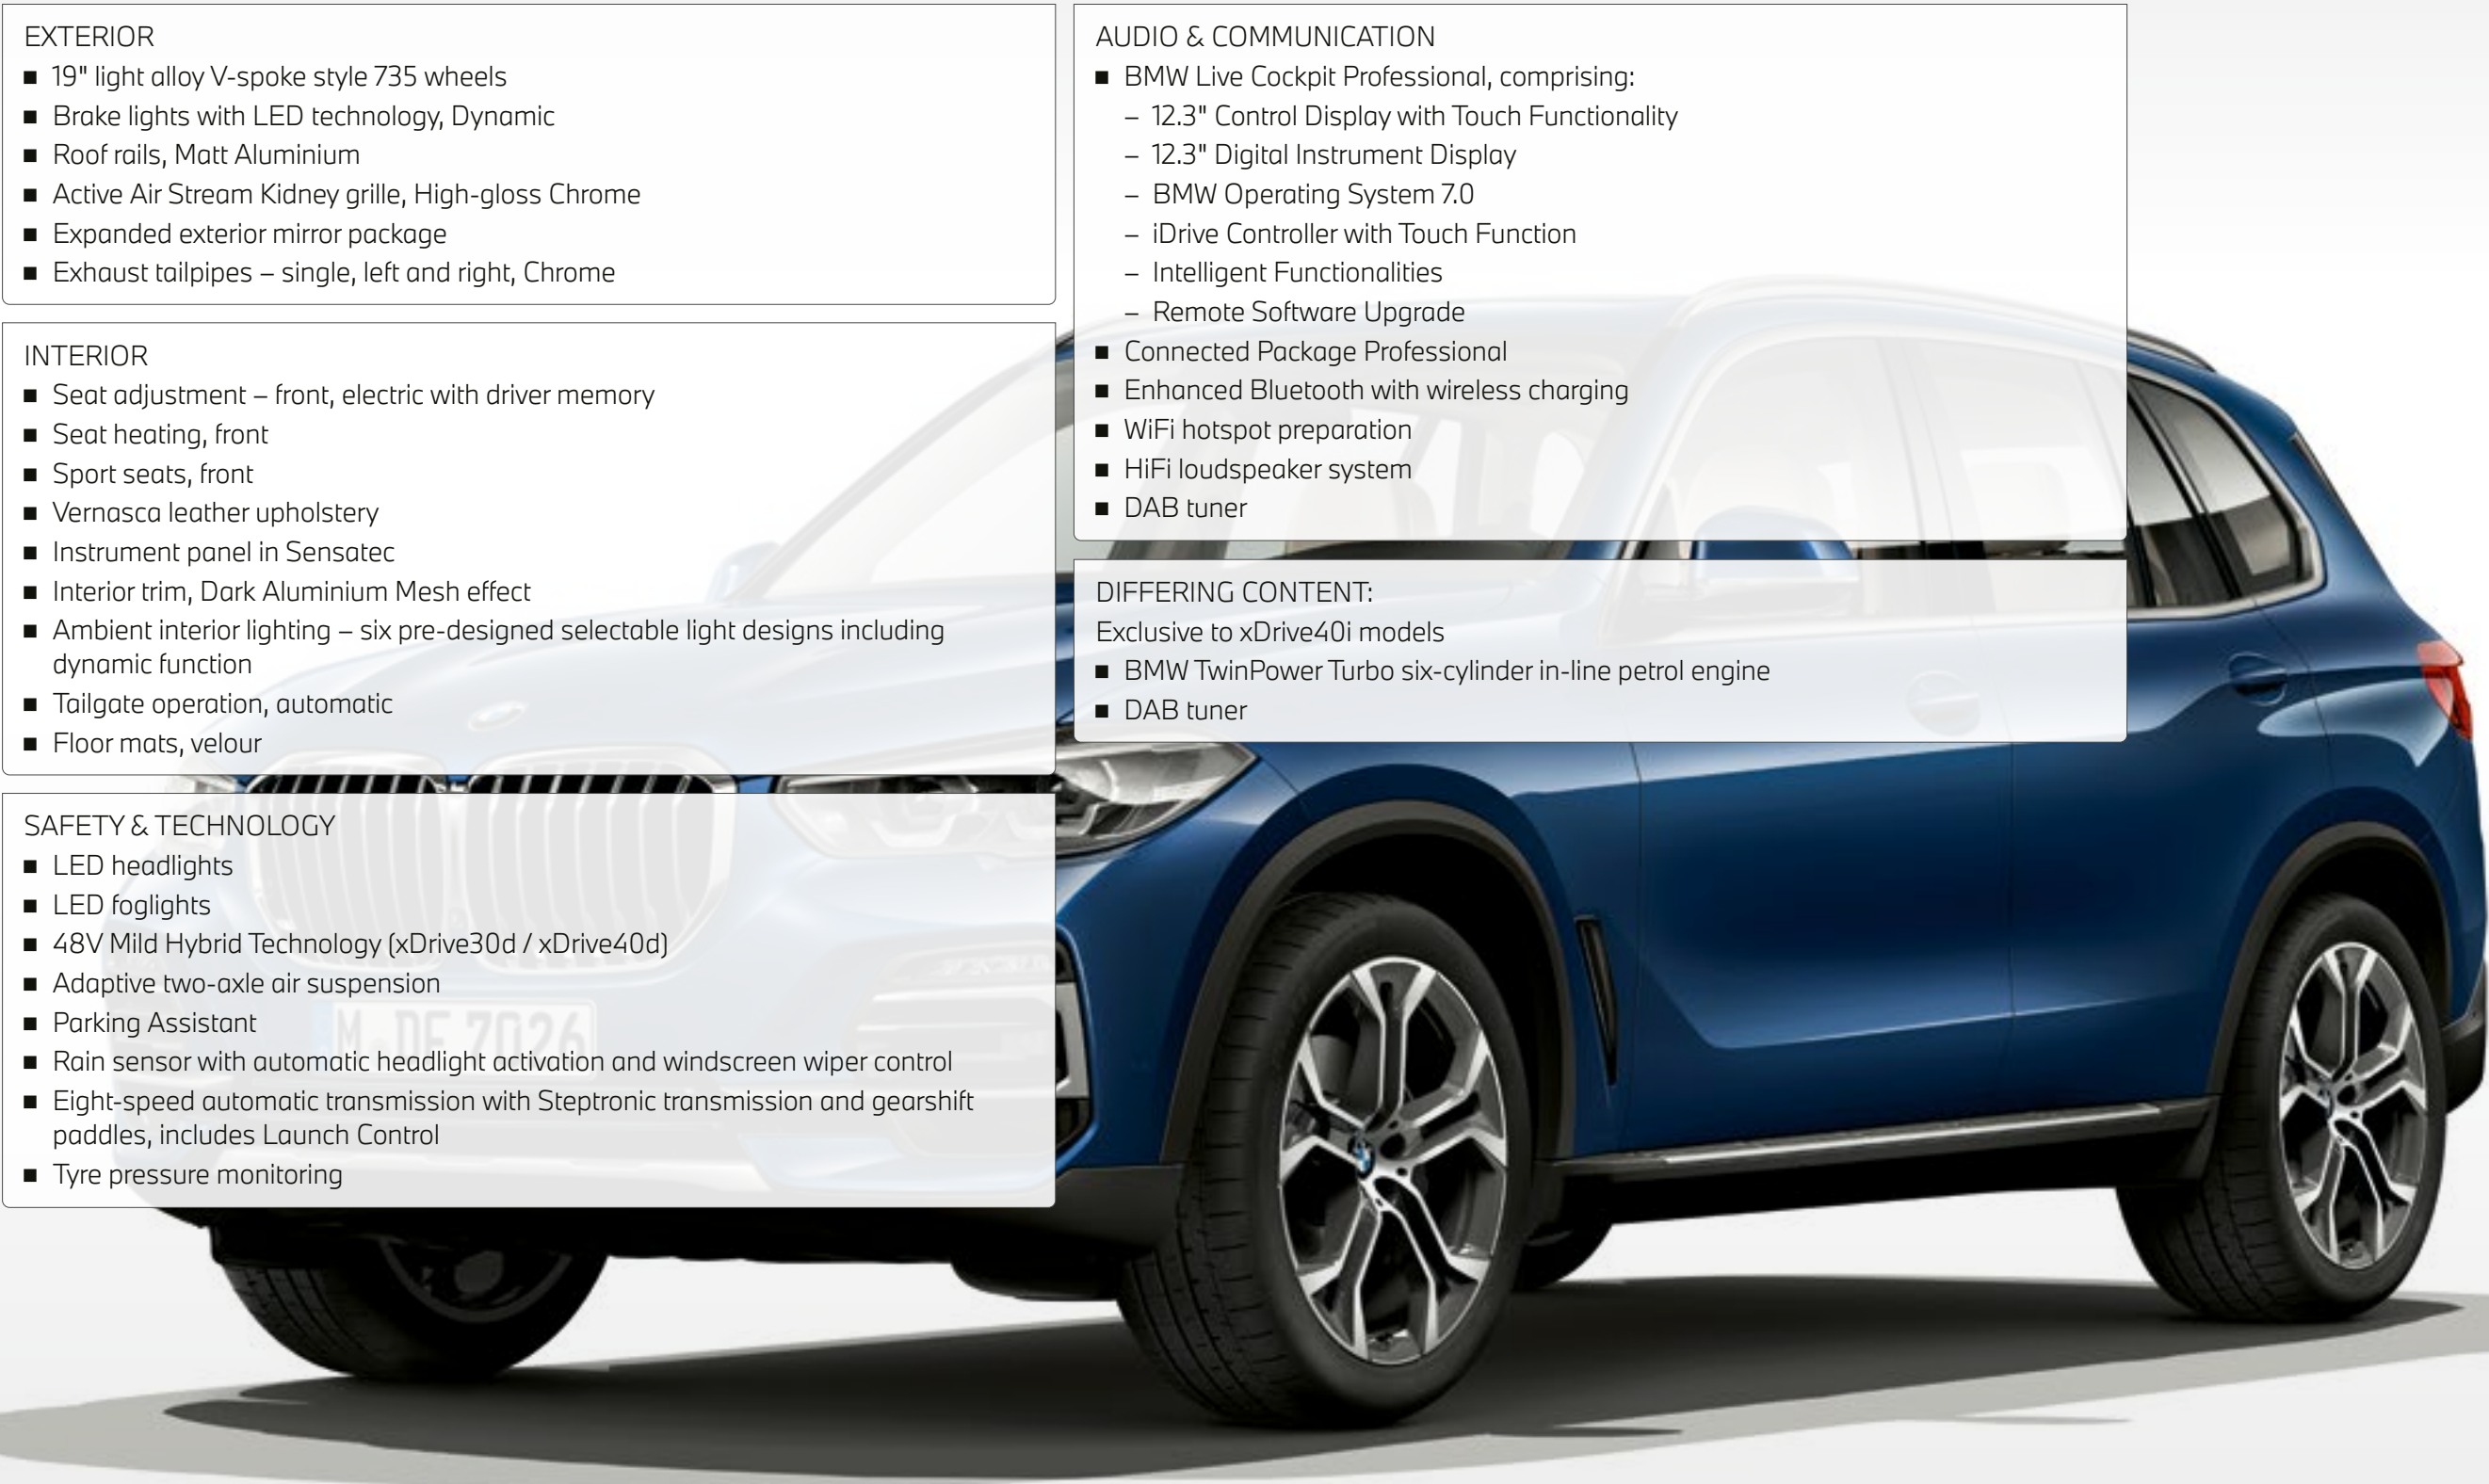 EXTERIOR
■ 19" light alloy V-spoke style 735 wheels
■ Brake lights with LED technology, Dynamic
■ Roof rails, Matt Aluminium
■ Active Air Stream Kidney grille, High-gloss Chrome
■ Expanded exterior mirror package
■ Exhaust tailpipes – single, left and right, Chrome
INTERIOR
■ Seat adjustment – front, electric with driver memory
■ Seat heating, front
■ Sport seats, front
■ Vernasca leather upholstery
■ Instrument panel in Sensatec
■ Interior trim, Dark Aluminium Mesh effect
■ Ambient interior lighting – six pre-designed selectable light designs including
dynamic function
■ Tailgate operation, automatic
■ Floor mats, velour
SAFETY & TECHNOLOGY
■ LED headlights
■ LED foglights
■ 48V Mild Hybrid Technology (xDrive30d / xDrive40d)
■ Adaptive two-axle air suspension
■ Parking Assistant
■ Rain sensor with automatic headlight activation and windscreen wiper control
■ Eight-speed automatic transmission with Steptronic transmission and gearshift
paddles, includes Launch Control
■ Tyre pressure monitoring
M DE 7026
AUDIO & COMMUNICATION
■ BMW Live Cockpit Professional, comprising:
– 12.3" Control Display with Touch Functionality
– 12.3" Digital Instrument Display
– BMW Operating System 7.0
– iDrive Controller with Touch Function
– Intelligent Functionalities
– Remote Software Upgrade
■ Connected Package Professional
■ Enhanced Bluetooth with wireless charging
■ WiFi hotspot preparation
■ HiFi loudspeaker system
■ DAB tuner
DIFFERING CONTENT:
Exclusive to xDrive40i models
■ BMW TwinPower Turbo six-cylinder in-line petrol engine
■ DAB tuner